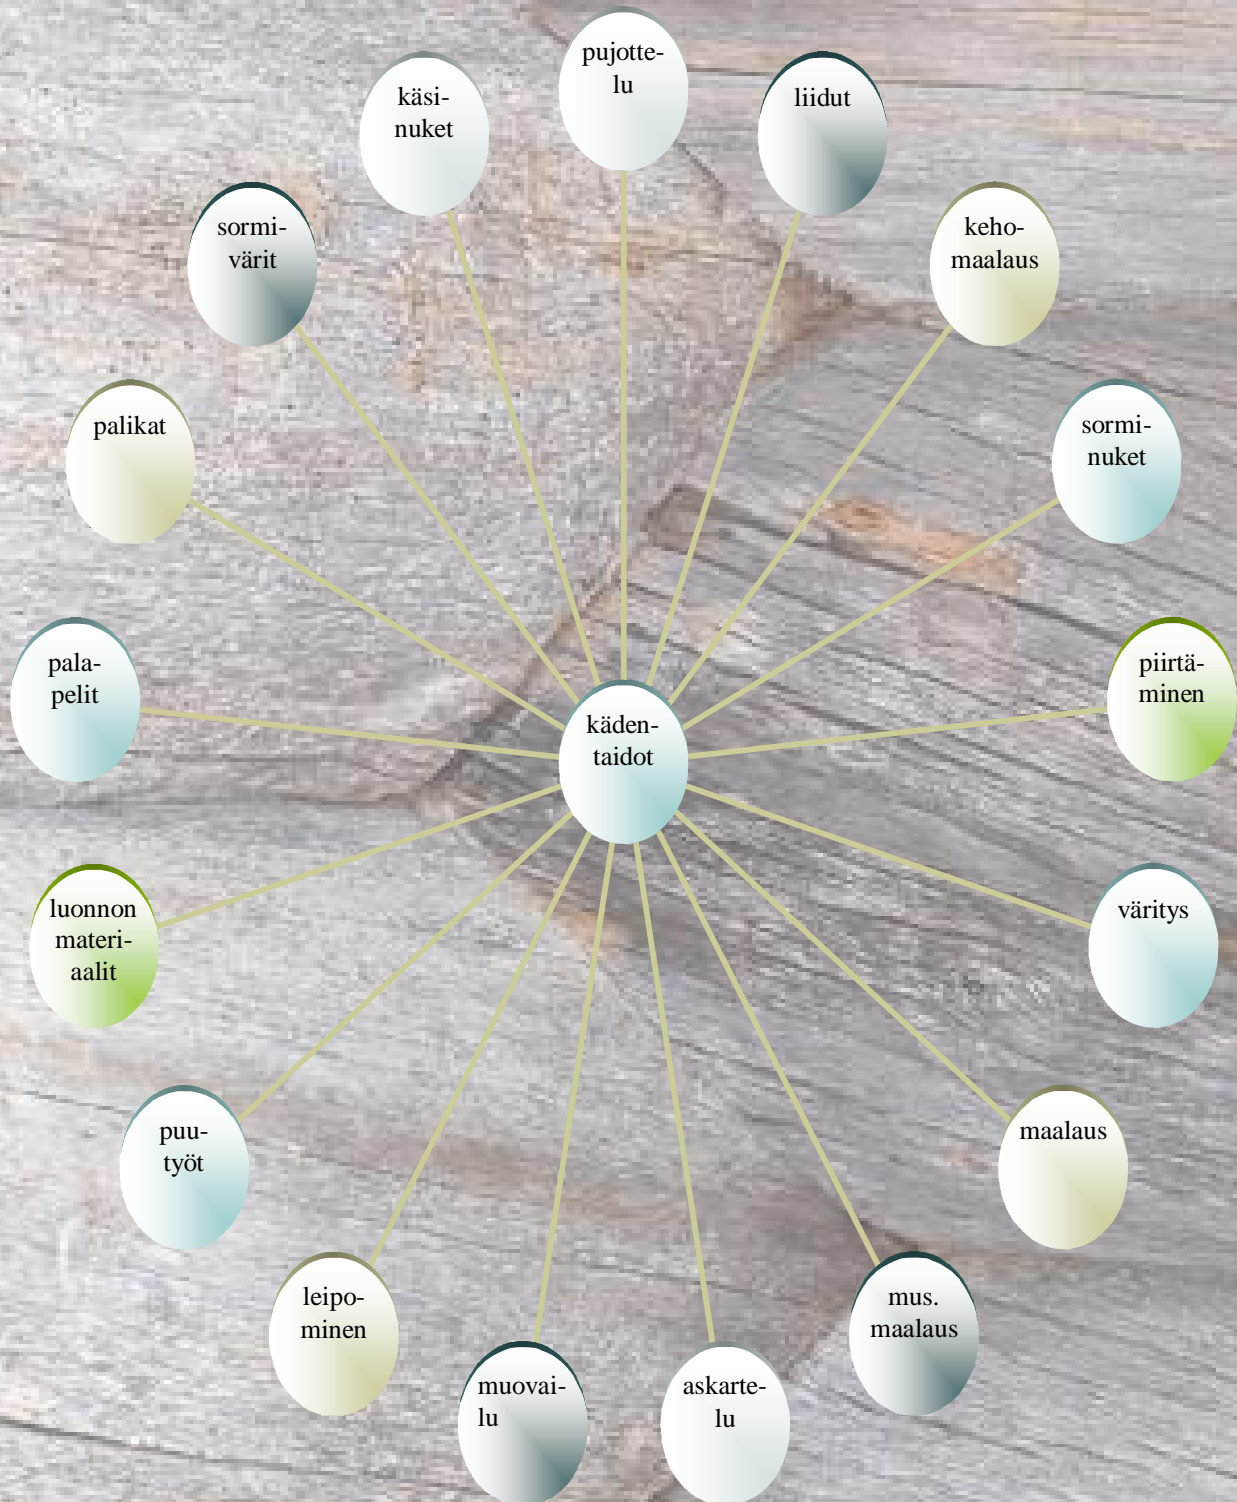 pujotte-
lu
liidut
keho-
maalaus
sormi-
nuket
piirtä-
minen
väritys
maalaus
mus.
maalaus
askarte-
lu
muovai-
lu
leipo-
minen
puu-
työt
luonnon
materi-
aalit
pala-
pelit
palikat
sormi-
värit
käsi-
nuket
käden-
taidot